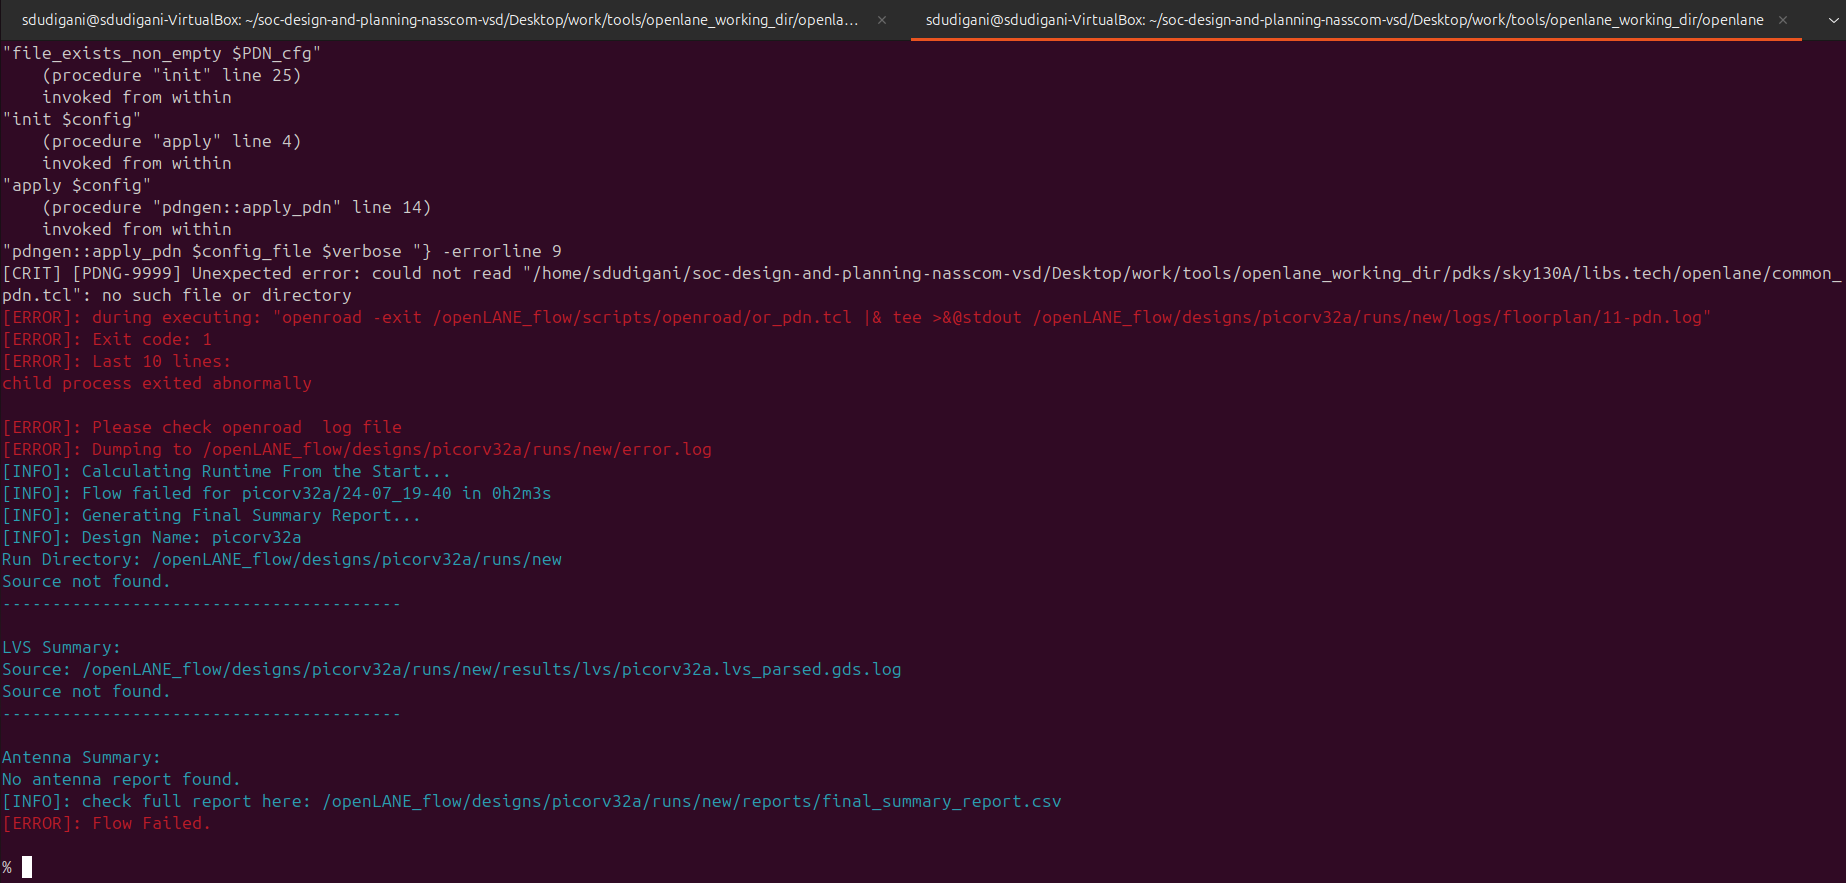 sdudigani@sdudigani-VirtualBox: ~/soc-design-and-planning-nasscom-vsd/Desktop/work/tools/openlane_working_dir/openla...
sdudigani@sdudigani-VirtualBox: ~/soc-design-and-planning-nasscom-vsd/Desktop/work/tools/openlane_working_dir/openlane
"file_exists_non_empty $PDN_cfg"
    (procedure "init" line 25)
    invoked from within
"init $config"
    (procedure "apply" line 4)
    invoked from within
"apply $config"
    (procedure "pdngen::apply_pdn" line 14)
    invoked from within
"pdngen::apply_pdn $config_file $verbose "} -errorline 9
[CRIT] [PDNG-9999] Unexpected error: could not read "/home/sdudigani/soc-design-and-planning-nasscom-vsd/Desktop/work/tools/openlane_working_dir/pdks/sky130A/libs.tech/openlane/common_
pdn.tcl": no such file or directory
[ERROR]: during executing: "openroad -exit /openLANE_flow/scripts/openroad/or_pdn.tcl |& tee >&@stdout /openLANE_flow/designs/picorv32a/runs/new/logs/floorplan/11-pdn.log"
[ERROR]: Exit code: 1
[ERROR]: Last 10 lines:
child process exited abnormally
[ERROR]: Please check openroad  log file
[ERROR]: Dumping to /openLANE_flow/designs/picorv32a/runs/new/error.log
[INFO]: Calculating Runtime From the Start...
[INFO]: Flow failed for picorv32a/24-07_19-40 in 0h2m3s
[INFO]: Generating Final Summary Report...
[INFO]: Design Name: picorv32a
Run Directory: /openLANE_flow/designs/picorv32a/runs/new
Source not found.
----------------------------------------
LVS Summary:
Source: /openLANE_flow/designs/picorv32a/runs/new/results/lvs/picorv32a.lvs_parsed.gds.log
Source not found.
----------------------------------------
Antenna Summary:
No antenna report found.
[INFO]: check full report here: /openLANE_flow/designs/picorv32a/runs/new/reports/final_summary_report.csv
[ERROR]: Flow Failed.
%